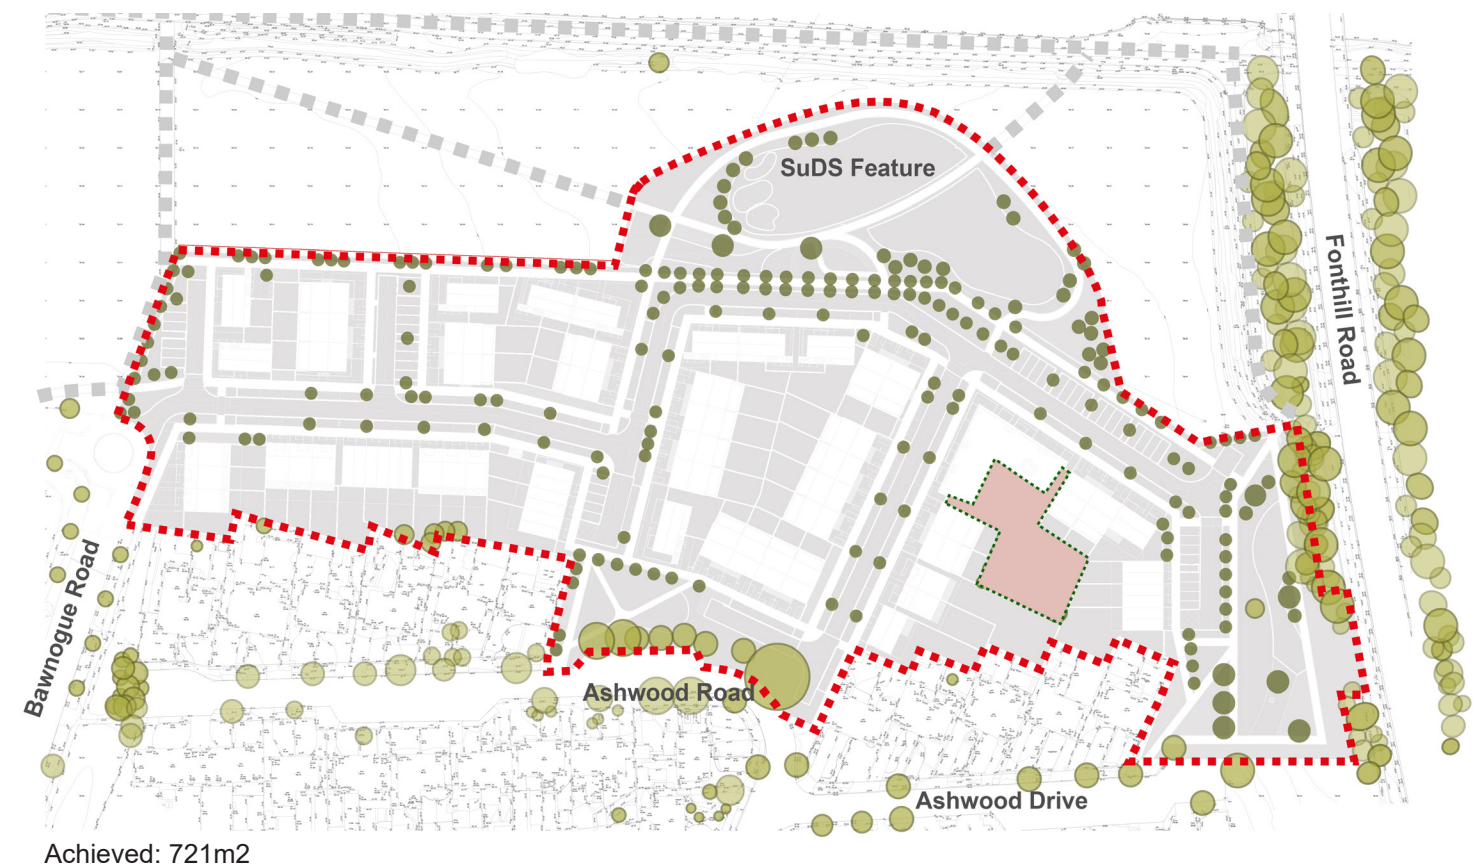 SuDS Feature
Fonthill Road
Bawnogue Road
Ashwood Road
Ashwood Drive
Achieved: 721m2